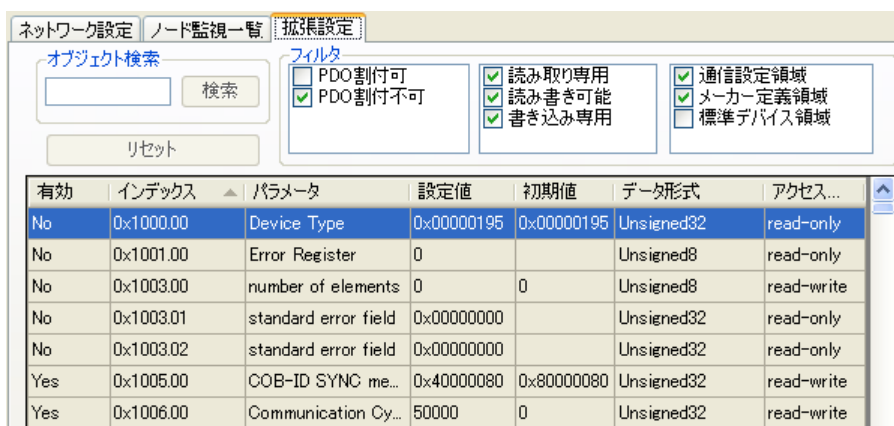 ネットワーク設定 ノード監視一覧 拡張設定
オブジェクト検索
検索
リセット
フィルタ
PDO割付可 読み取り専用 通信設定領域
PDO割付不可 読み書き可能 メーカー定義領域
書き込み専用 標準デバイス領域
有効 インデックス パラメータ 設定値 初期値 データ形式 アクセス...
No 0x1000.00 Device Type 0x00000195 0x00000195 Unsigned32 read-only
No 0x1001.00 Error Register 0 Unsigned8 read-only
No 0x1003.00 number of elements 0 0 Unsigned8 read-write
No 0x1003.01 standard error field 0x00000000 Unsigned32 read-only
No 0x1003.02 standard error field 0x00000000 Unsigned32 read-only
Yes 0x1005.00 COB-ID SYNC me... 0x40000080 0x80000080 Unsigned32 read-write
Yes 0x1006.00 Communication Cy... 50000 0 Unsigned32 read-write